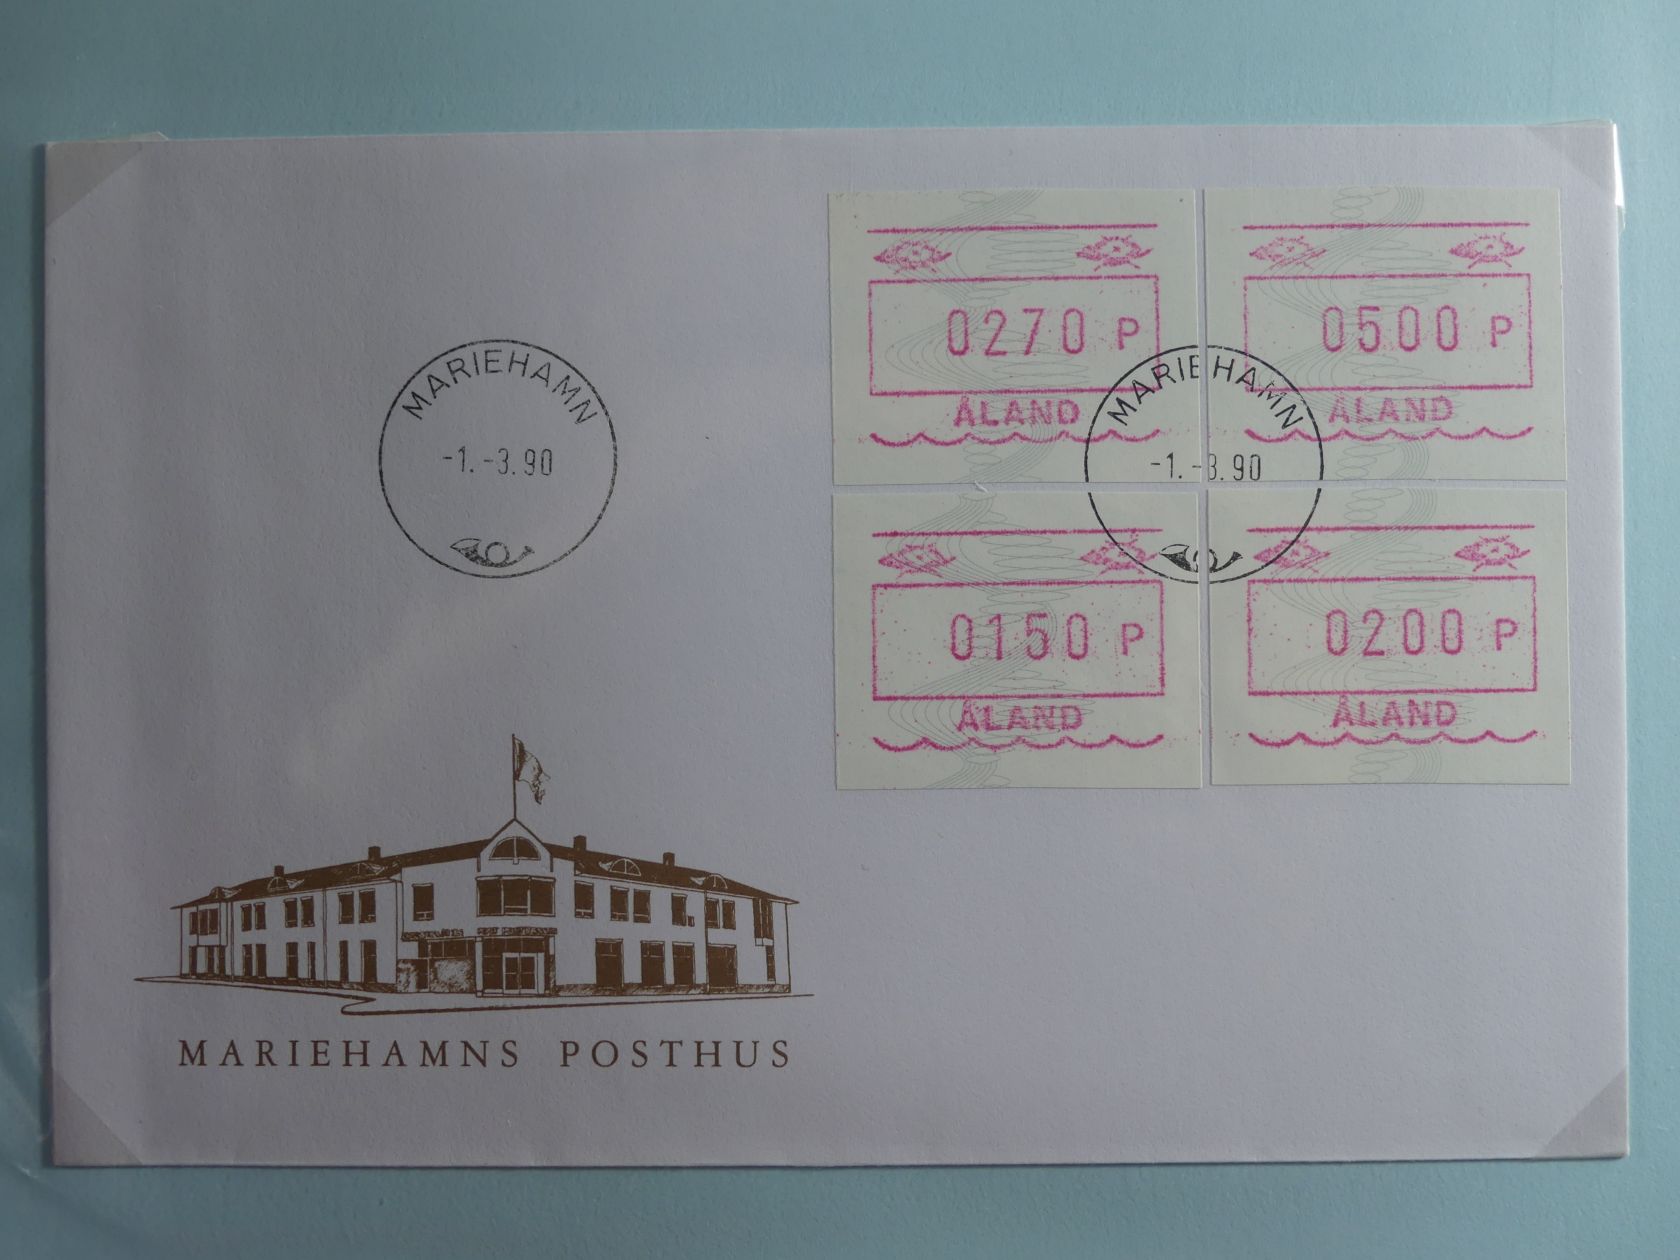 0270 P
ÅLAND
0500 P
ÅLAND
0150 P
ÅLAND
0200 P
ÅLAND
MARIEHAMN
-1.-3.90
MARIEHAMN
-1.-3.90
MARIEHAMNS POSTHUS